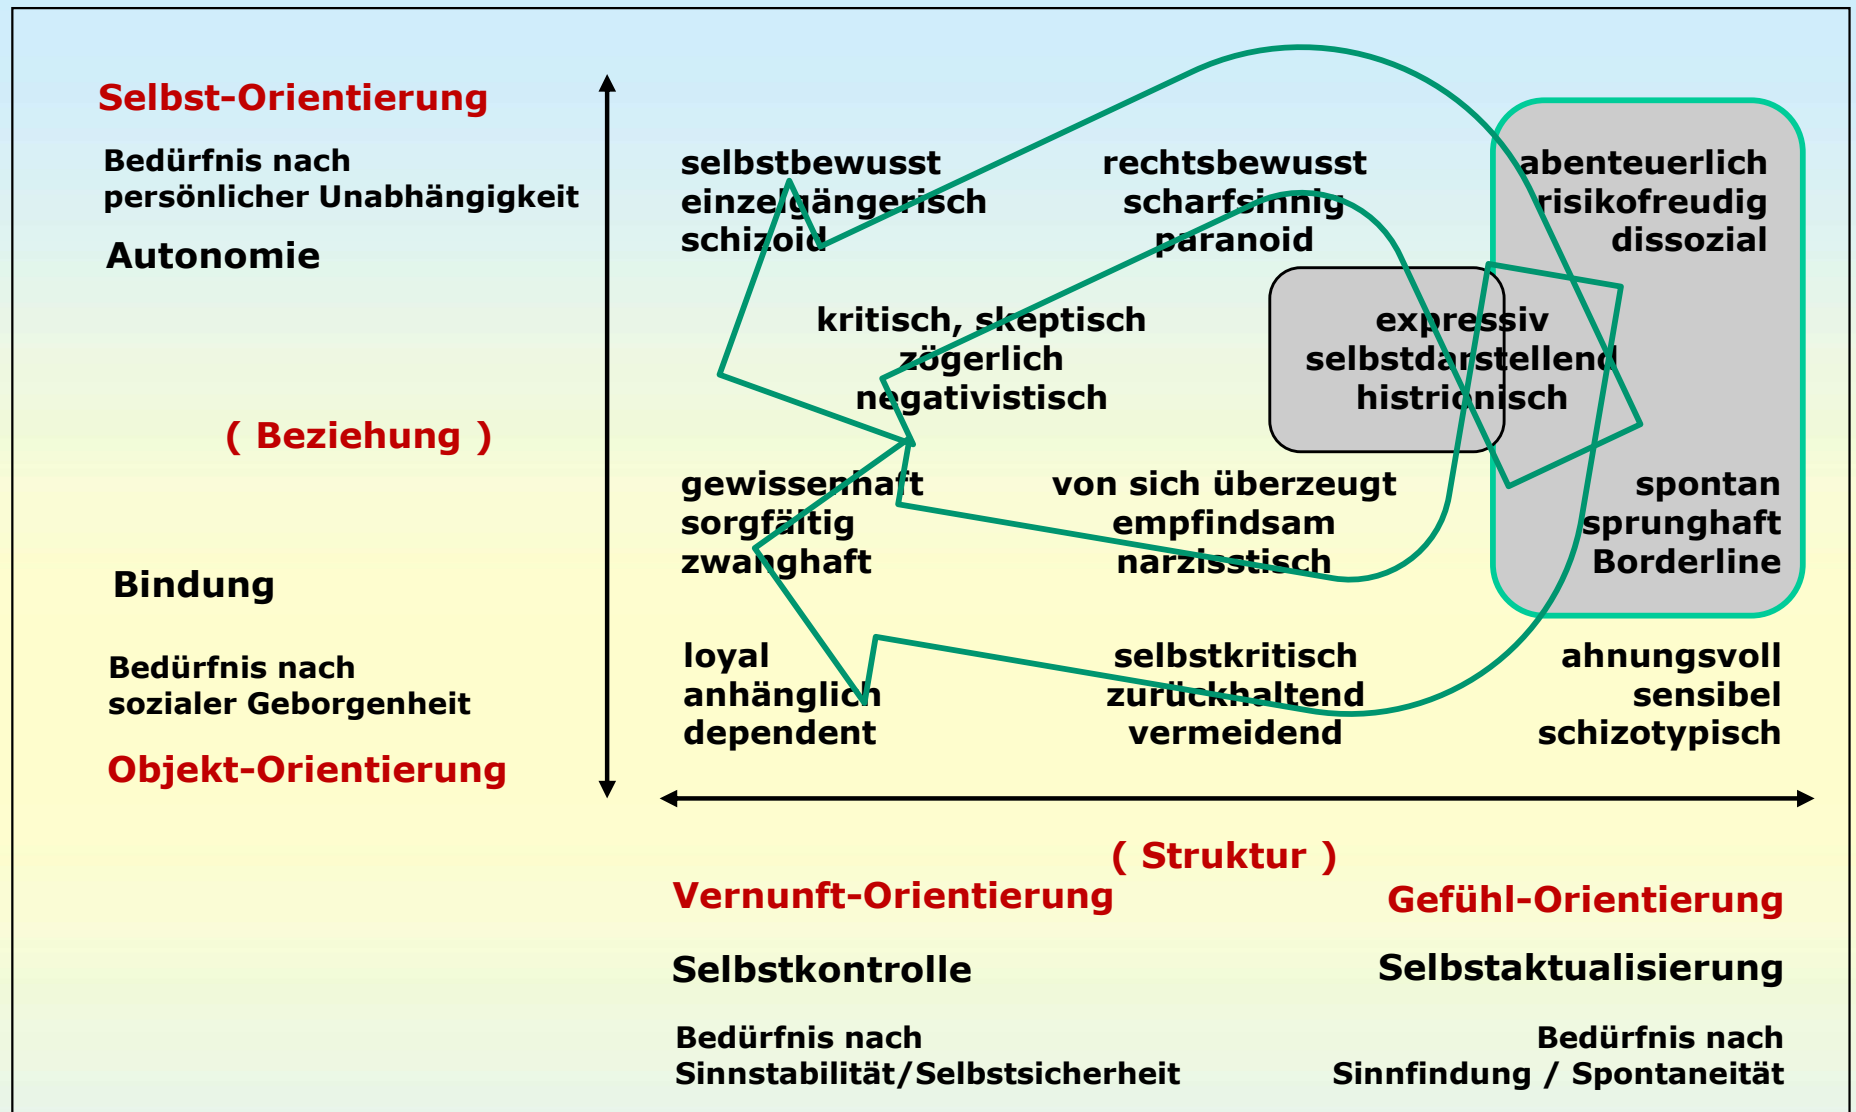 Selbst-Orientierung
Bedürfnis nach
persönlicher Unabhängigkeit
Autonomie
( Beziehung )
Bindung
Bedürfnis nach
sozialer Geborgenheit
Objekt-Orientierung
selbstbewusst
einzelgängerisch
schizoid
rechtsbewusst
scharfsinnig
paranoid
abenteuerlich
risikofreudig
dissozial
kritisch, skeptisch
zögerlich
negativistisch
expressiv
selbstdarstellend
histrionisch
gewissenhaft
sorgfältig
zwanghaft
von sich überzeugt
empfindsam
narzisstisch
spontan
sprunghaft
Borderline
loyal
anhänglich
dependent
selbstkritisch
zurückhaltend
vermeidend
ahnungsvoll
sensibel
schizotypisch
( Struktur )
Vernunft-Orientierung
Selbstkontrolle
Bedürfnis nach
Sinnstabilität/Selbstsicherheit
Gefühl-Orientierung
Selbstaktualisierung
Bedürfnis nach
Sinnfindung / Spontaneität